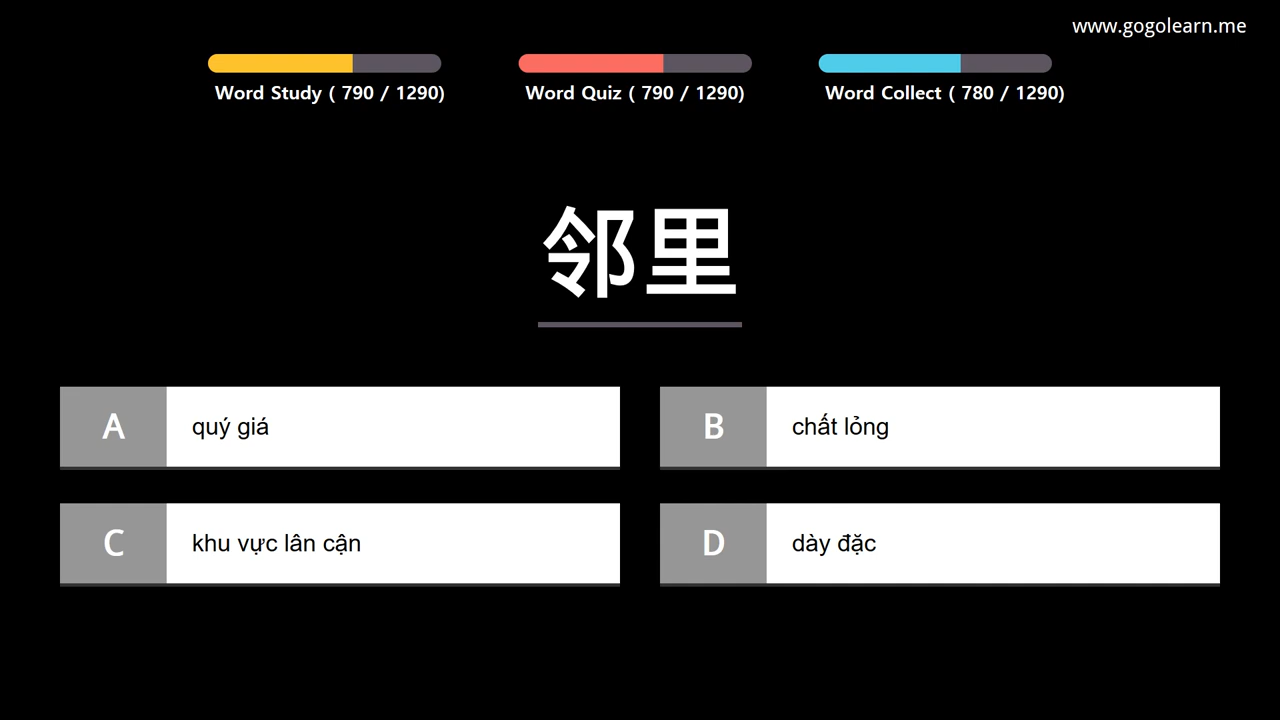 www.gogolearn.me
Word Study ( 790 / 1290)
Word Quiz ( 790 / 1290)
Word Collect ( 780 / 1290)
邻里
A quý giá
B chất lỏng
C khu vực lân cận
D dày đặc